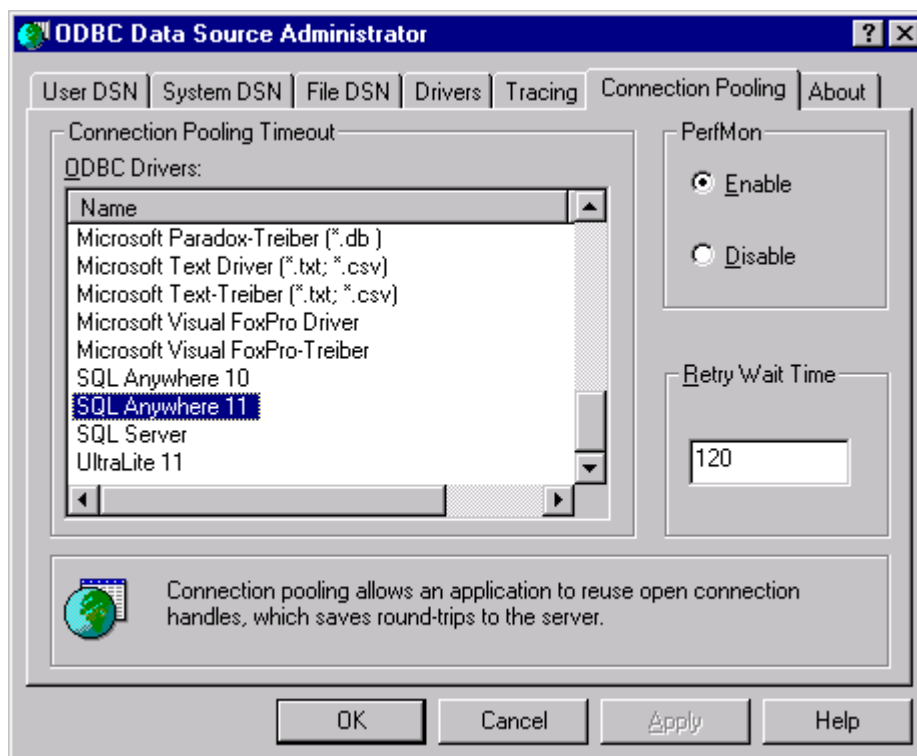 ODBC Data Source Administrator
User DSN
System DSN
File DSN
Drivers
Tracing
Connection Pooling
About
Connection Pooling Timeout
ODBC Drivers:
Name
Microsoft Paradox-Treiber (*.db )
Microsoft Text Driver (*.txt; *.csv)
Microsoft Text-Treiber (*.txt; *.csv)
Microsoft Visual FoxPro Driver
Microsoft Visual FoxPro-Treiber
SQL Anywhere 10
SQL Anywhere 11
SQL Server
UltraLite 11
PerfMon
Enable
Disable
Retry Wait Time
120
Connection pooling allows an application to reuse open connection
handles, which saves round-trips to the server.
OK
Cancel
Apply
Help